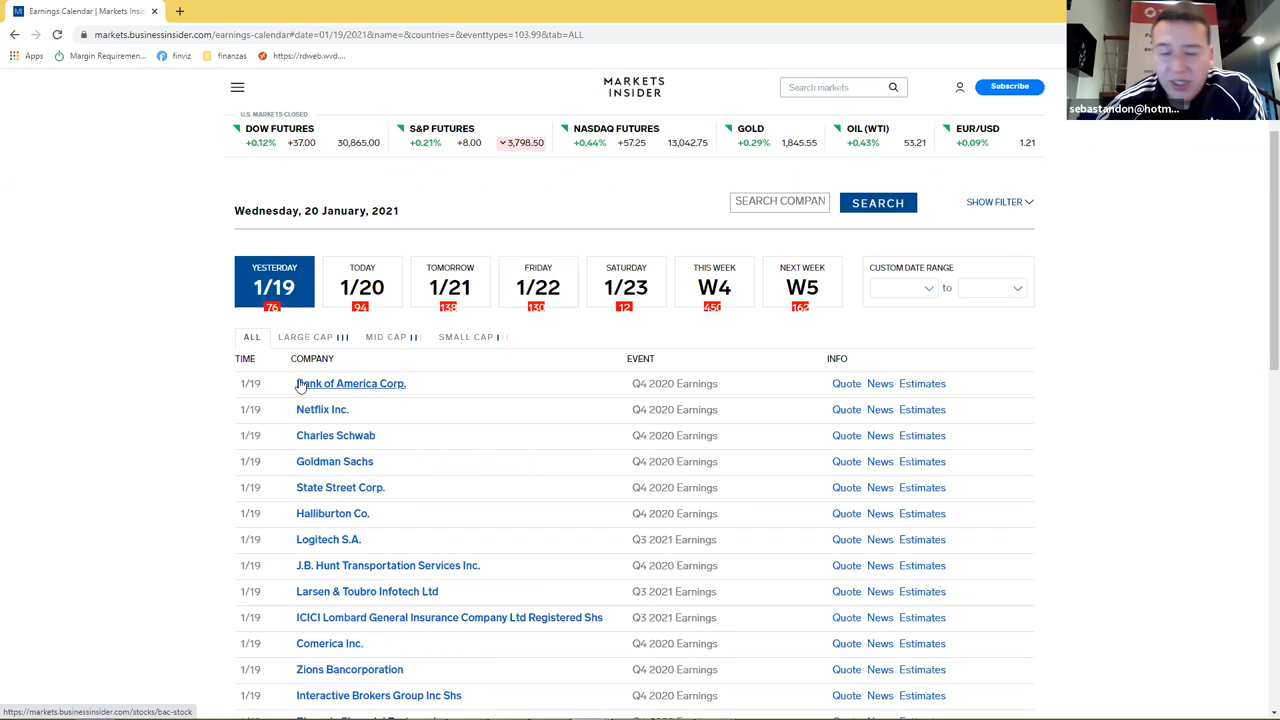 Earnings Calendar | Markets Insi
markets.businessinsider.com/earnings-calendar#date=01/19/2021&name=&countries=&eventtypes=103.99&tab=ALL
Apps Margin Requiremen... finviz finanzas https://rdweb.wvd....
sebastandon@hotm...
MARKETS
INSIDER
Search markets
Subscribe
U.S. MARKETS CLOSED
DOW FUTURES S&P FUTURES NASDAQ FUTURES GOLD OIL (WTI) EUR/USD
+0.12% +37.00 30,865.00 +0.21% +8.00 3,798.50 +0.44% +57.25 13,042.75 +0.29% 1,845.55 +0.43% 53.21 +0.09% 1.21
Wednesday, 20 January, 2021
SEARCH COMPAN
SEARCH
SHOW FILTER
YESTERDAY TODAY TOMORROW FRIDAY SATURDAY THIS WEEK NEXT WEEK CUSTOM DATE RANGE
1/19 1/20 1/21 1/22 1/23 W4 W5 to
76 94 138 130 12 450 162
ALL LARGE CAP MID CAP SMALL CAP
TIME COMPANY EVENT INFO
1/19 Bank of America Corp. Q4 2020 Earnings Quote News Estimates
1/19 Netflix Inc. Q4 2020 Earnings Quote News Estimates
1/19 Charles Schwab Q4 2020 Earnings Quote News Estimates
1/19 Goldman Sachs Q4 2020 Earnings Quote News Estimates
1/19 State Street Corp. Q4 2020 Earnings Quote News Estimates
1/19 Halliburton Co. Q4 2020 Earnings Quote News Estimates
1/19 Logitech S.A. Q3 2021 Earnings Quote News Estimates
1/19 J.B. Hunt Transportation Services Inc. Q4 2020 Earnings Quote News Estimates
1/19 Larsen & Toubro Infotech Ltd Q3 2021 Earnings Quote News Estimates
1/19 ICICI Lombard General Insurance Company Ltd Registered Shs Q3 2021 Earnings Quote News Estimates
1/19 Comerica Inc. Q4 2020 Earnings Quote News Estimates
1/19 Zions Bancorporation Q4 2020 Earnings Quote News Estimates
1/19 Interactive Brokers Group Inc Shs Q4 2020 Earnings Quote News Estimates
https://markets.businessinsider.com/stocks/bac-stock